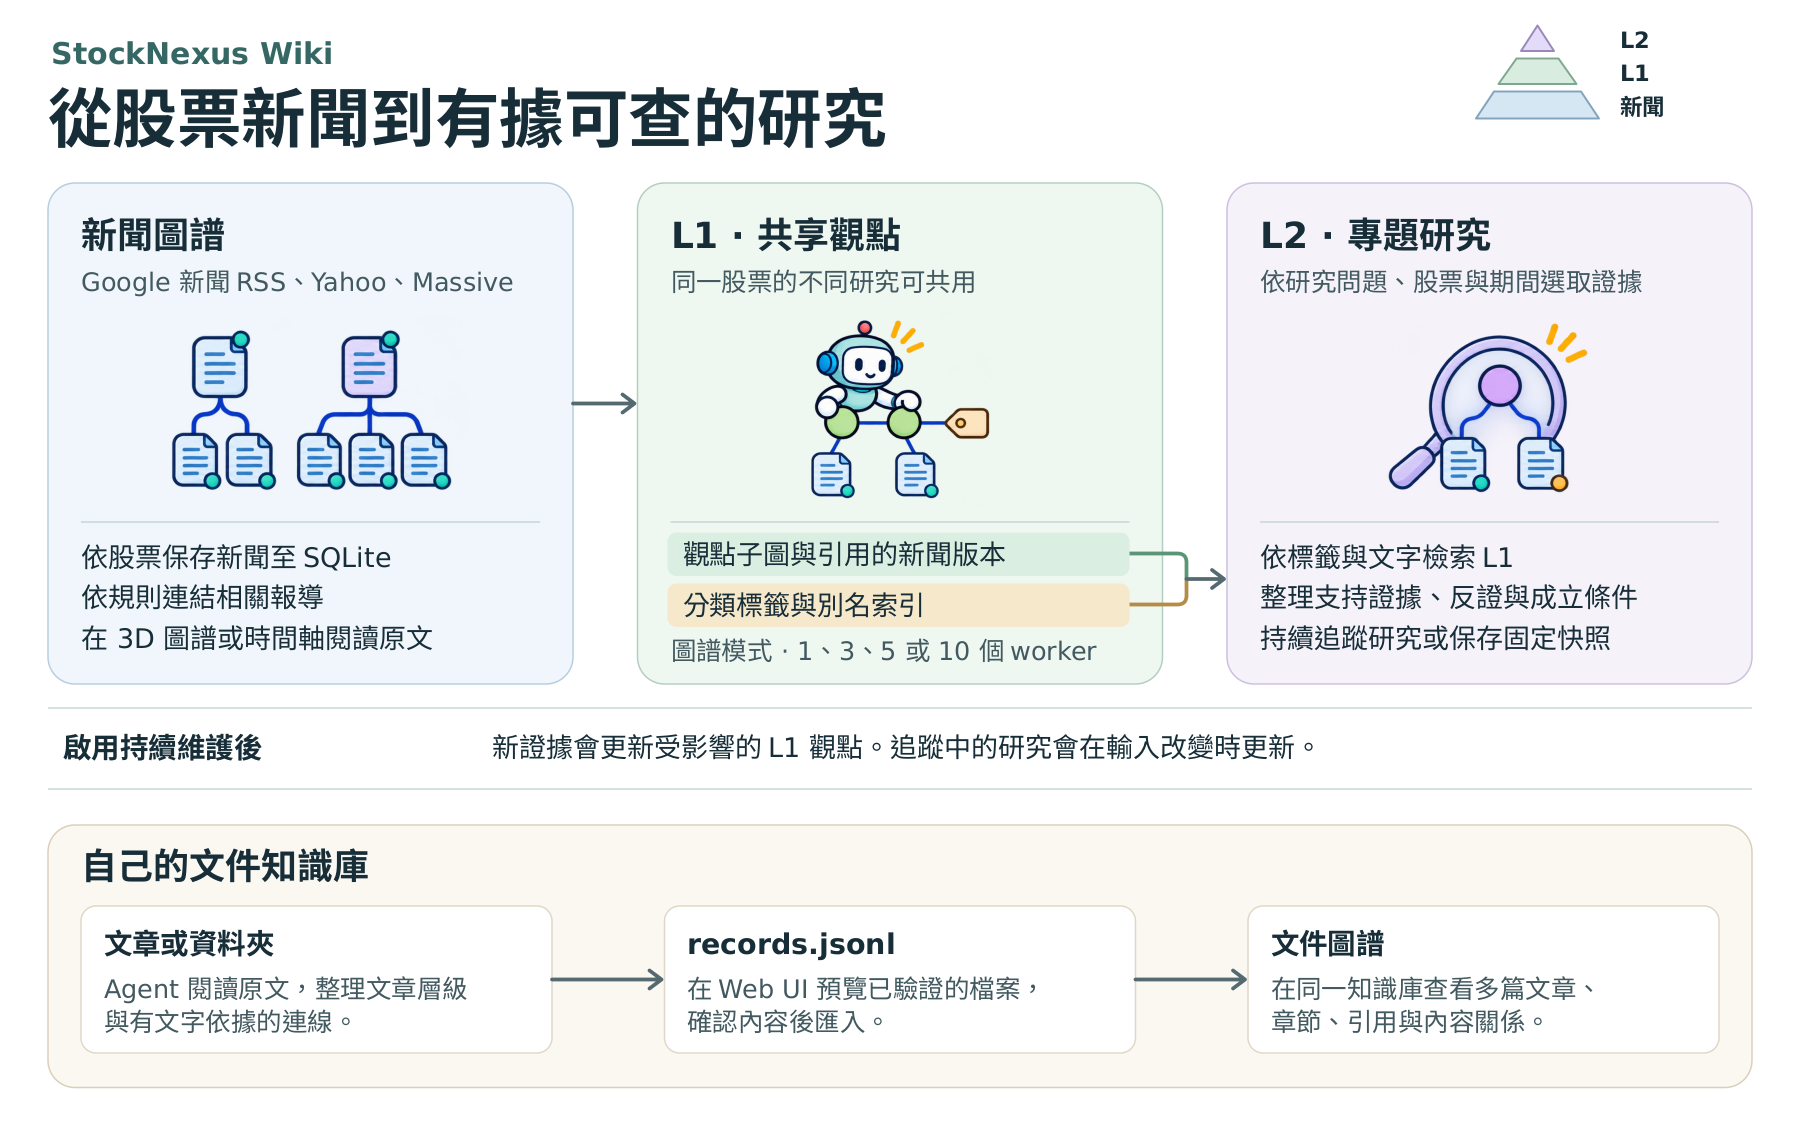 StockNexus Wiki
從股票新聞到有據可查的研究
L2
L1
新聞
新聞圖譜
Google 新聞 RSS、Yahoo、Massive
依股票保存新聞至 SQLite
依規則連結相關報導
在 3D 圖譜或時間軸閱讀原文
L1 · 共享觀點
同一股票的不同研究可共用
觀點子圖與引用的新聞版本
分類標籤與別名索引
圖譜模式 · 1、3、5 或 10 個 worker
L2 · 專題研究
依研究問題、股票與期間選取證據
依標籤與文字檢索 L1
整理支持證據、反證與成立條件
持續追蹤研究或保存固定快照
啟用持續維護後
新證據會更新受影響的 L1 觀點。追蹤中的研究會在輸入改變時更新。
自己的文件知識庫
文章或資料夾
Agent 閱讀原文，整理文章層級
與有文字依據的連線。
records.jsonl
在 Web UI 預覽已驗證的檔案，
確認內容後匯入。
文件圖譜
在同一知識庫查看多篇文章、
章節、引用與內容關係。